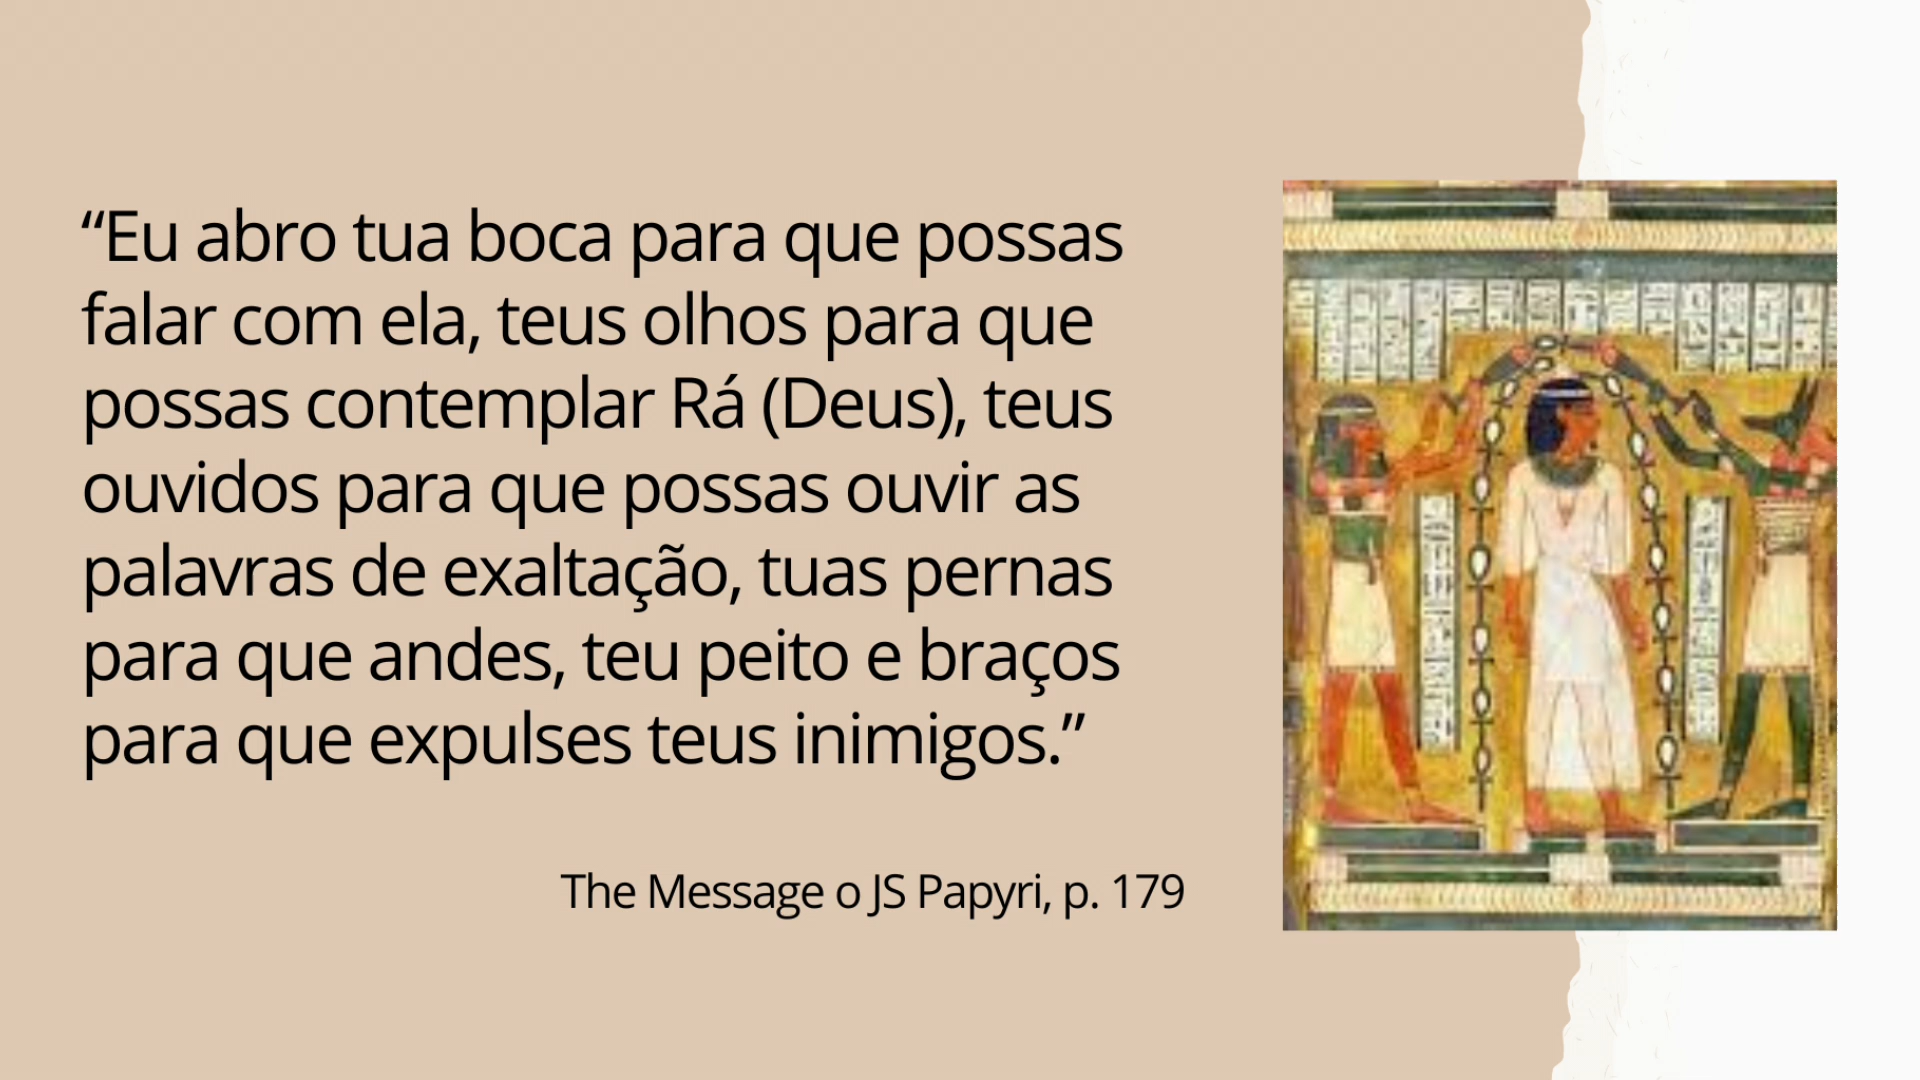 “Eu abro tua boca para que possas
falar com ela, teus olhos para que
possas contemplar Rá (Deus), teus
ouvidos para que possas ouvir as
palavras de exaltação, tuas pernas
para que andes, teu peito e braços
para que expulses teus inimigos.”
The Message o JS Papyri, p. 179